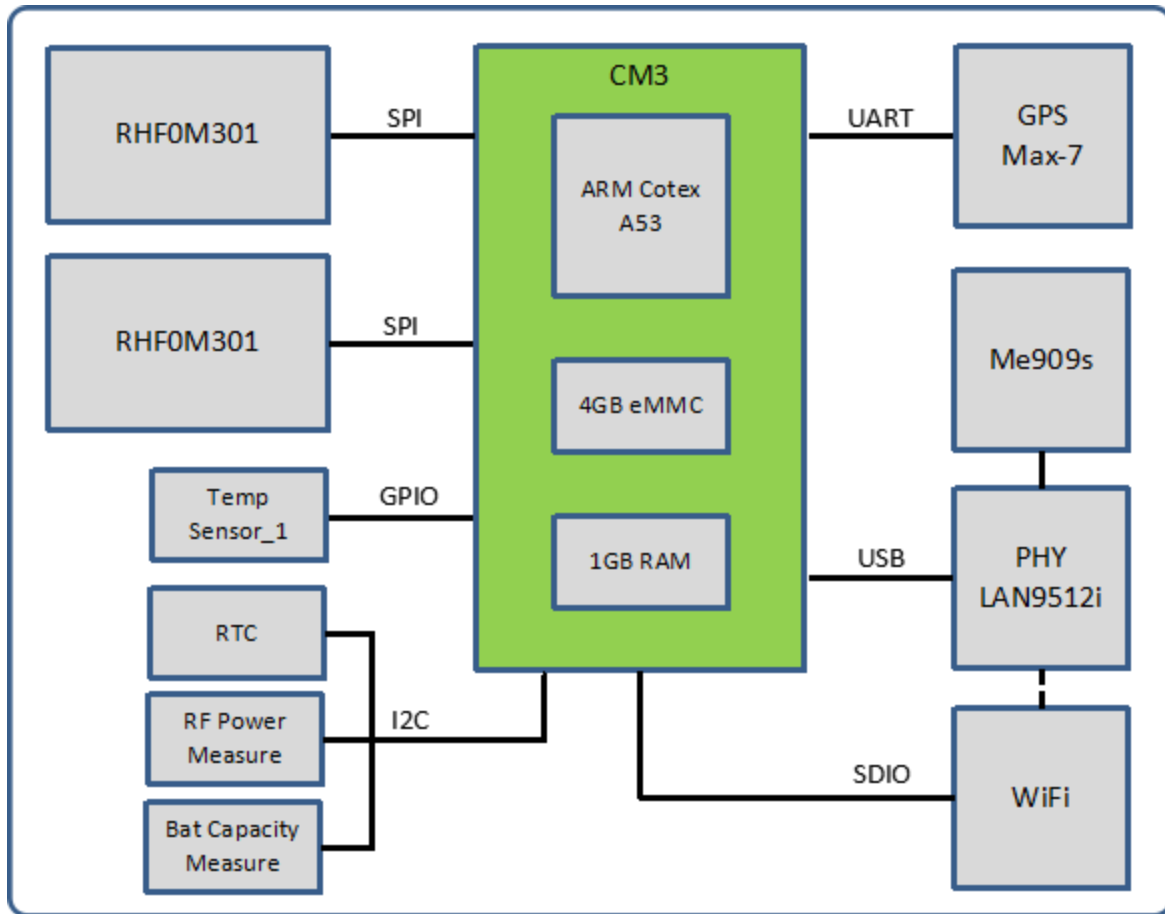 CM3
RHF0M301
SPI
ARM Cotex
A53
UART
GPS
Max-7
RHF0M301
SPI
4GB eMMC
Me909s
Temp
Sensor_1
GPIO
1GB RAM
USB
PHY
LAN9512i
RTC
RF Power
Measure
I2C
Bat Capacity
Measure
SDIO
WiFi